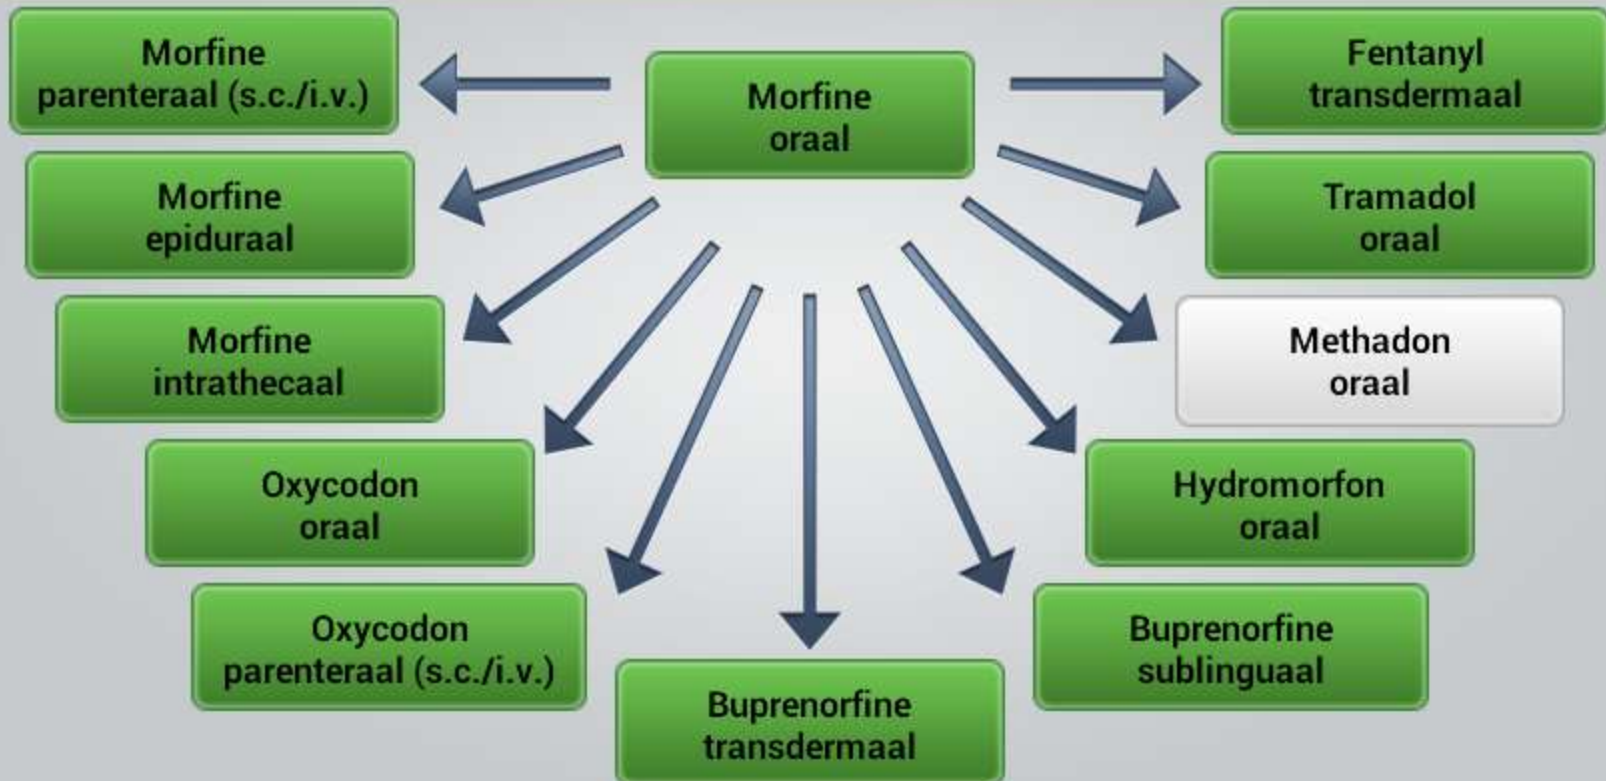 Morfine
parenteraal (s.c./i.v.)
Morfine
oraal
Fentanyl
transdermaal
Morfine
epiduraal
Tramadol
oraal
Morfine
intrathecaal
Methadon
oraal
Oxycodon
oraal
Hydromorfon
oraal
Oxycodon
parenteraal (s.c./i.v.)
Buprenorfine
sublinguaal
Buprenorfine
transdermaal